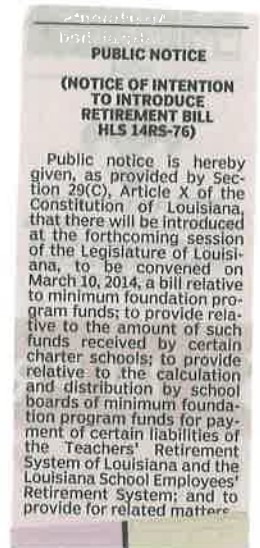 PUBLIC NOTICE
(NOTICE OF INTENTION
TO INTRODUCE
RETIREMENT BILL
HLS 14RS-76)
Public notice is hereby
given, as provided by Sec-
tion 29(C), Article X of the
Constitution of Louisiana,
that there will be introduced
at the forthcoming session
of the Legislature of Louisi-
ana, to be convened on
March 10, 2014, a bill relative
to minimum foundation pro-
gram funds; to provide rela-
tive to the amount of such
funds received by certain
charter schools; to provide
relative to the calculation
and distribution by school
boards of minimum founda-
tion program funds for pay-
ment of certain liabilities of
the Teachers' Retirement
System of Louisiana and the
Louisiana School Employees'
Retirement System; and to
provide for related matters